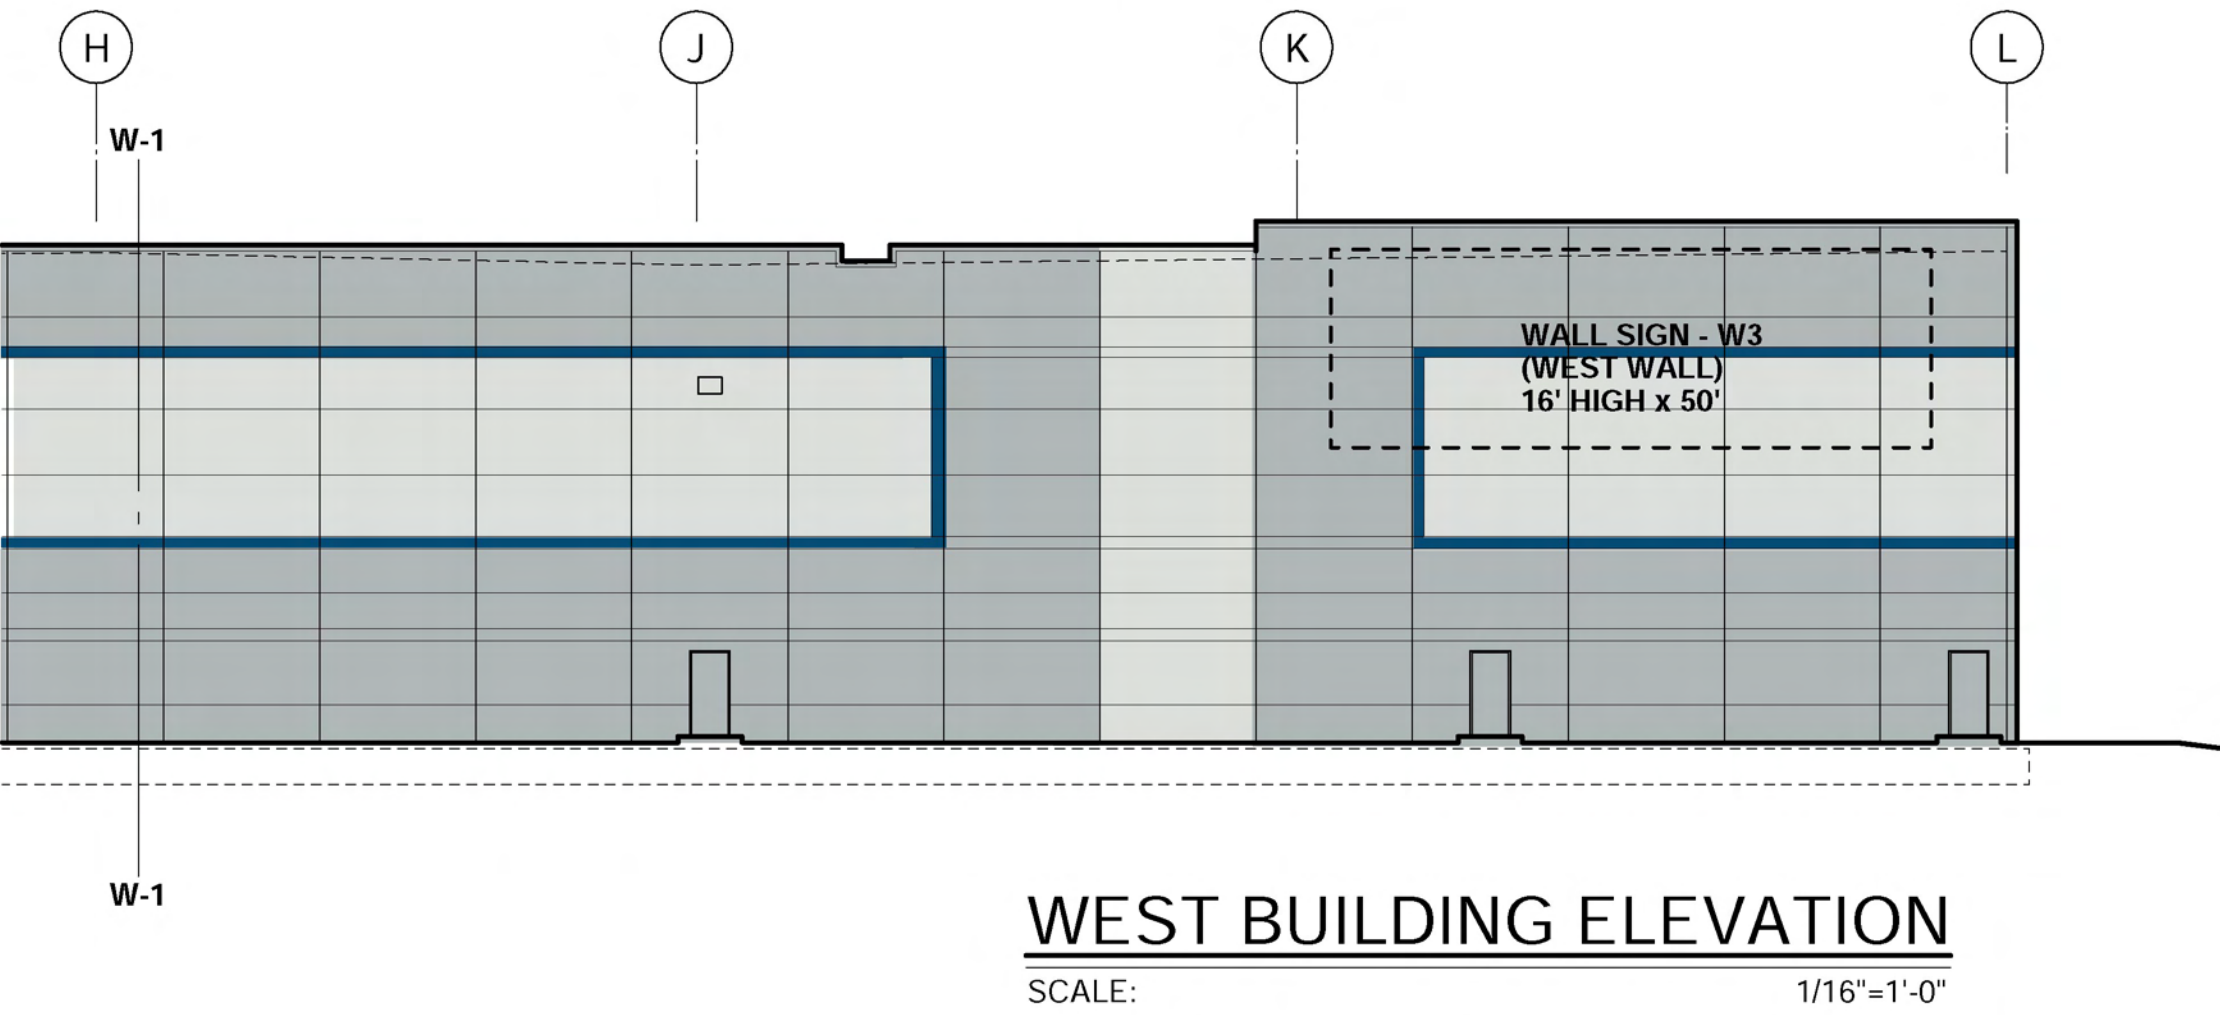 H
J
K
L
W-1
WALL SIGN - W3
(WEST WALL)
16' HIGH x 50'
W-1
WEST BUILDING ELEVATION
SCALE: 1/16"=1'-0"